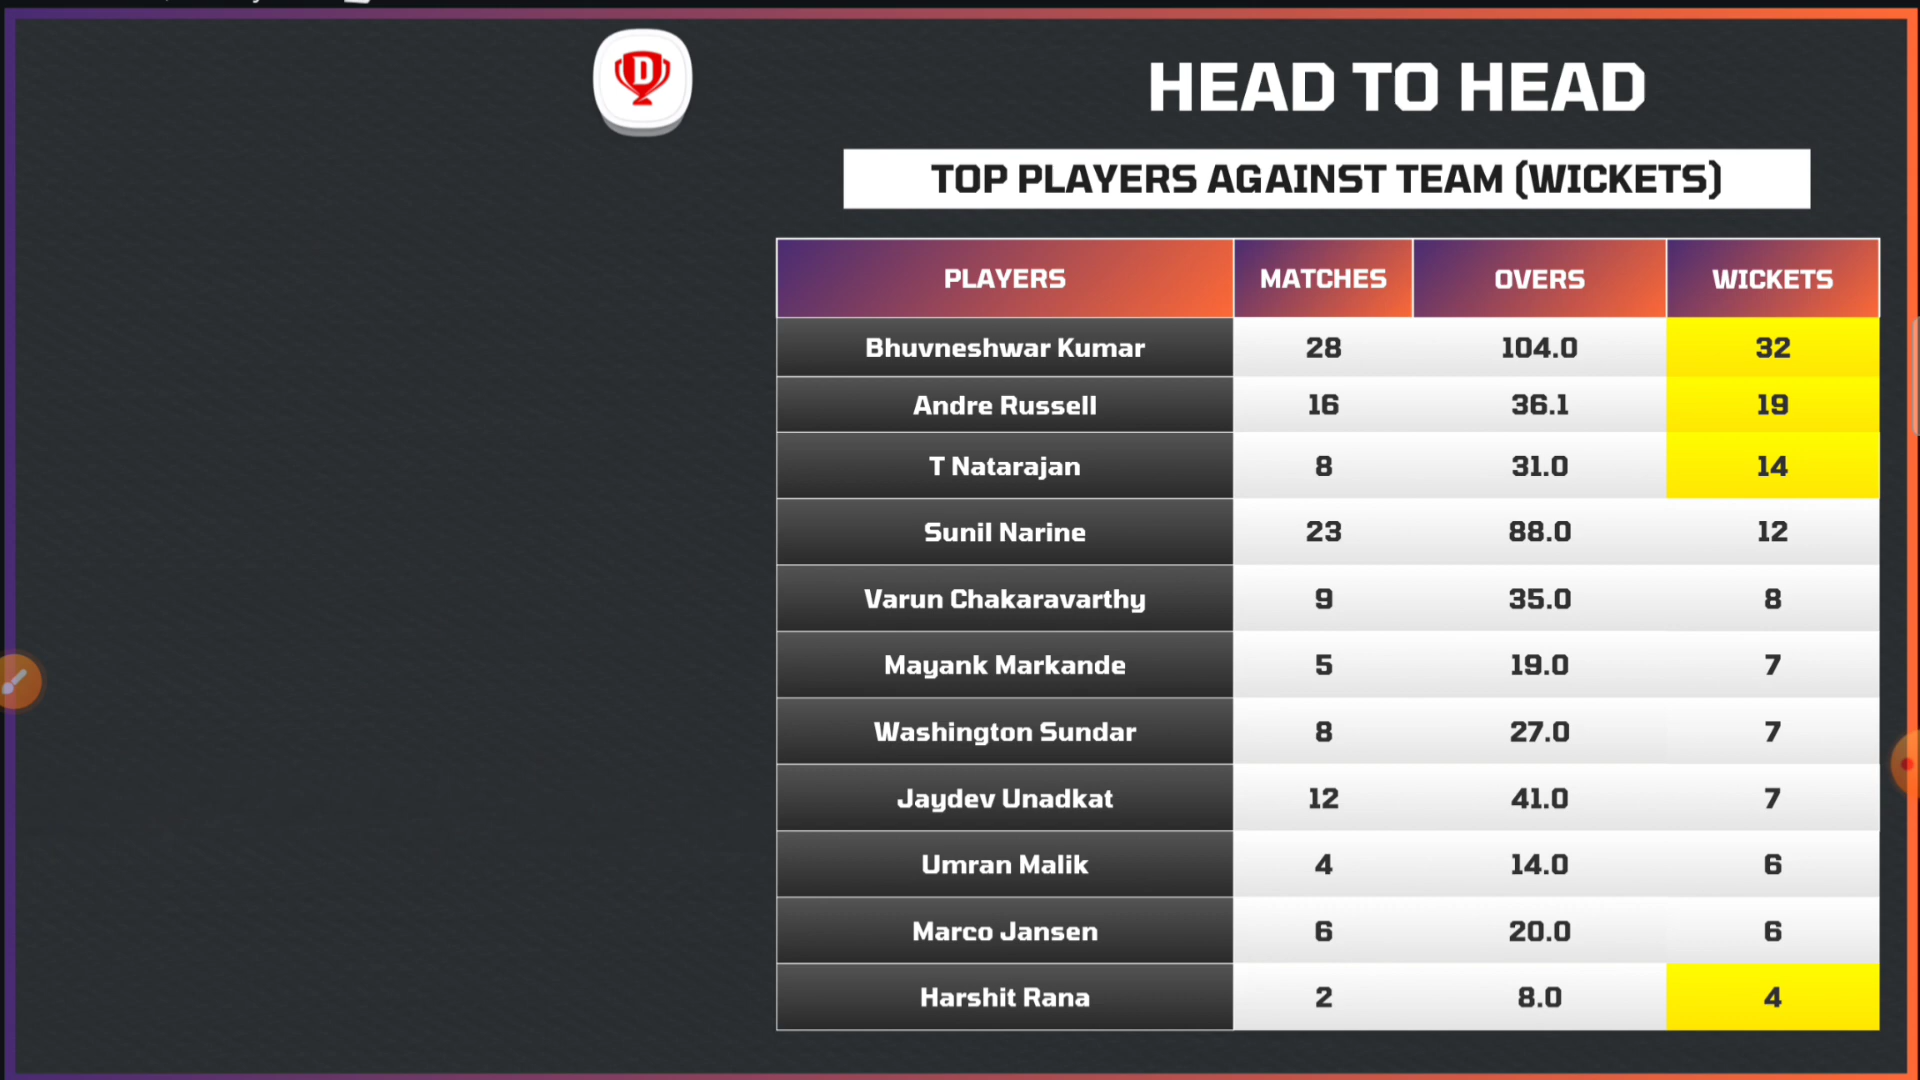 D
HEAD TO HEAD
TOP PLAYERS AGAINST TEAM (WICKETS)
PLAYERS MATCHES OVERS WICKETS
Bhuvneshwar Kumar 28 104.0 32
Andre Russell 16 36.1 19
T Natarajan 8 31.0 14
Sunil Narine 23 88.0 12
Varun Chakaravarthy 9 35.0 8
Mayank Markande 5 19.0 7
Washington Sundar 8 27.0 7
Jaydev Unadkat 12 41.0 7
Umran Malik 4 14.0 6
Marco Jansen 6 20.0 6
Harshit Rana 2 8.0 4